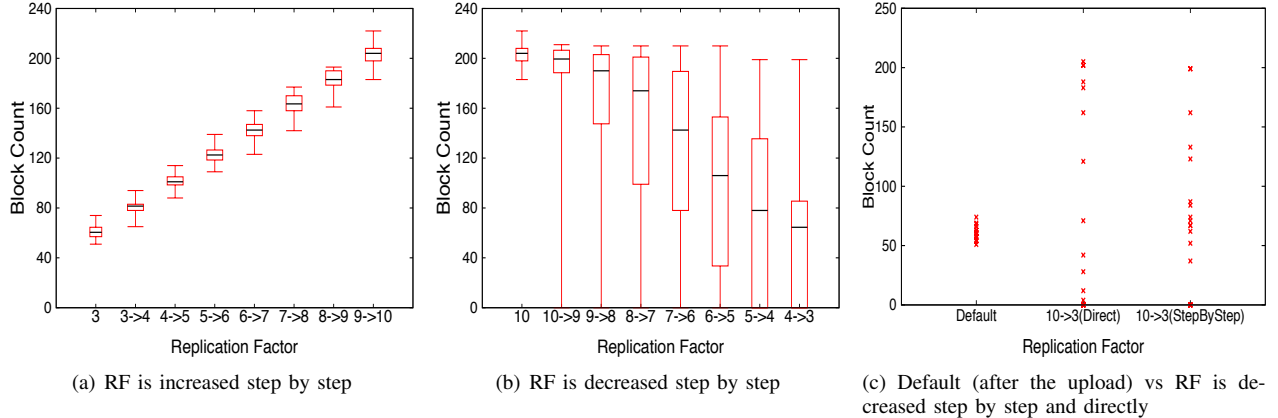 240
200
160
120
80
40
0
Block Count
3 3->4 4->5 5->6 6->7 7->8 8->9 9->10
Replication Factor
(a) RF is increased step by step
240
200
160
120
80
40
0
Block Count
10 10->9 9->8 8->7 7->6 6->5 5->4 4->3
Replication Factor
(b) RF is decreased step by step
250
200
150
100
50
0
Block Count
Default 10->3(Direct) 10->3(StepByStep)
Replication Factor
(c) Default (after the upload) vs RF is de-
creased step by step and directly